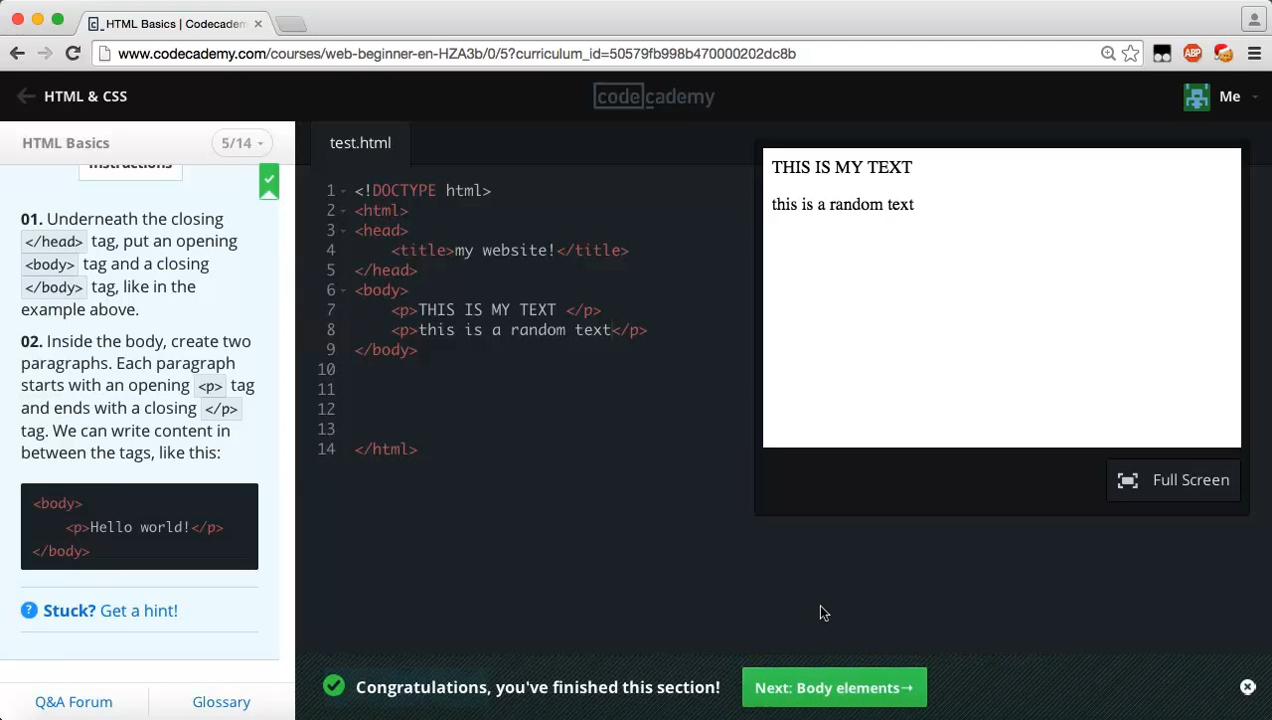 HTML Basics | Codecadem
www.codecademy.com/courses/web-beginner-en-HZA3b/0/5?curriculum_id=50579fb998b470000202dc8b
ABP
HTML & CSS
codecademy
Me
HTML Basics
5/14
test.html
Instructions
01. Underneath the closing
</head> tag, put an opening
<body> tag and a closing
</body> tag, like in the
example above.
02. Inside the body, create two
paragraphs. Each paragraph
starts with an opening <p> tag
and ends with a closing </p>
tag. We can write content in
between the tags, like this:
<body>
<p>Hello world!</p>
</body>
? Stuck? Get a hint!
Q&A Forum
Glossary
1 <!DOCTYPE html>
2 <html>
3 <head>
4 <title>my website!</title>
5 </head>
6 <body>
7 <p>THIS IS MY TEXT </p>
8 <p>this is a random text</p>
9 </body>
10
11
12
13
14 </html>
THIS IS MY TEXT
this is a random text
Full Screen
Congratulations, you've finished this section!
Next: Body elements→